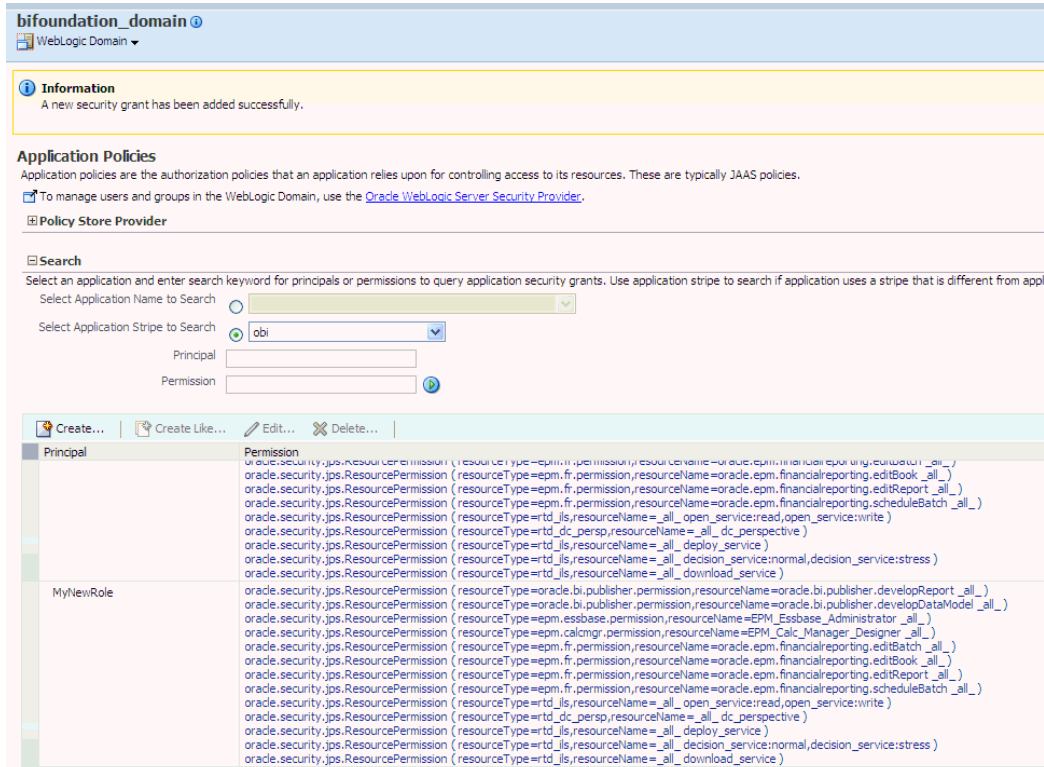 bifoundation_domain
WebLogic Domain
Information
A new security grant has been added successfully.
Application Policies
Application policies are the authorization policies that an application relies upon for controlling access to its resources. These are typically JAAS policies.
To manage users and groups in the WebLogic Domain, use the Oracle WebLogic Server Security Provider.
Policy Store Provider
Search
Select an application and enter search keyword for principals or permissions to query application security grants. Use application stripe to search if application uses a stripe that is different from appl
Select Application Name to Search
Select Application Stripe to Search obi
Principal
Permission
Create... Create Like... Edit... Delete...
Principal Permission
oracle.security.jps.ResourcePermission ( resourceType=epm.fr.permission,resourceName=oracle.epm.financialreporting.editBatch _all_ )
oracle.security.jps.ResourcePermission ( resourceType=epm.fr.permission,resourceName=oracle.epm.financialreporting.editBook _all_ )
oracle.security.jps.ResourcePermission ( resourceType=epm.fr.permission,resourceName=oracle.epm.financialreporting.editReport _all_ )
oracle.security.jps.ResourcePermission ( resourceType=epm.fr.permission,resourceName=oracle.epm.financialreporting.scheduleBatch _all_ )
oracle.security.jps.ResourcePermission ( resourceType=rtd_ils,resourceName=_all_ open_service:read,open_service:write )
oracle.security.jps.ResourcePermission ( resourceType=rtd_dc_persp,resourceName=_all_ dc_perspective )
oracle.security.jps.ResourcePermission ( resourceType=rtd_ils,resourceName=_all_ deploy_service )
oracle.security.jps.ResourcePermission ( resourceType=rtd_ils,resourceName=_all_ decision_service:normal,decision_service:stress )
oracle.security.jps.ResourcePermission ( resourceType=rtd_ils,resourceName=_all_ download_service )
MyNewRole oracle.security.jps.ResourcePermission ( resourceType=oracle.bi.publisher.permission,resourceName=oracle.bi.publisher.developReport _all_ )
oracle.security.jps.ResourcePermission ( resourceType=oracle.bi.publisher.permission,resourceName=oracle.bi.publisher.developDataModel _all_ )
oracle.security.jps.ResourcePermission ( resourceType=epm.essbase.permission,resourceName=EPM_Essbase_Administrator _all_ )
oracle.security.jps.ResourcePermission ( resourceType=epm.calcmgr.permission,resourceName=EPM_Calc_Manager_Designer _all_ )
oracle.security.jps.ResourcePermission ( resourceType=epm.fr.permission,resourceName=oracle.epm.financialreporting.editBatch _all_ )
oracle.security.jps.ResourcePermission ( resourceType=epm.fr.permission,resourceName=oracle.epm.financialreporting.editBook _all_ )
oracle.security.jps.ResourcePermission ( resourceType=epm.fr.permission,resourceName=oracle.epm.financialreporting.editReport _all_ )
oracle.security.jps.ResourcePermission ( resourceType=epm.fr.permission,resourceName=oracle.epm.financialreporting.scheduleBatch _all_ )
oracle.security.jps.ResourcePermission ( resourceType=rtd_ils,resourceName=_all_ open_service:read,open_service:write )
oracle.security.jps.ResourcePermission ( resourceType=rtd_dc_persp,resourceName=_all_ dc_perspective )
oracle.security.jps.ResourcePermission ( resourceType=rtd_ils,resourceName=_all_ deploy_service )
oracle.security.jps.ResourcePermission ( resourceType=rtd_ils,resourceName=_all_ decision_service:normal,decision_service:stress )
oracle.security.jps.ResourcePermission ( resourceType=rtd_ils,resourceName=_all_ download_service )